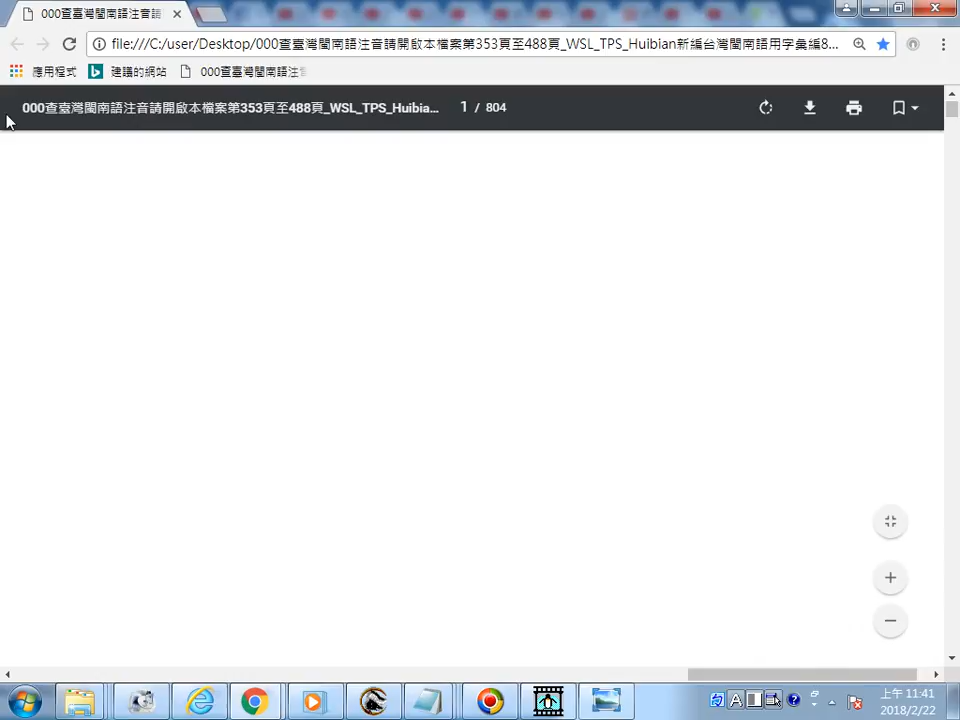 000查臺灣閩南語注音請
file:///C:/user/Desktop/000查臺灣閩南語注音請開啟本檔案第353頁至488頁_WSL_TPS_Huibian新編台灣閩南語用字彙編8...
應用程式 建議的網站 000查臺灣閩南語注音
000查臺灣閩南語注音請開啟本檔案第353頁至488頁_WSL_TPS_Huibia... 1 / 804
上午 11:41
2018/2/22